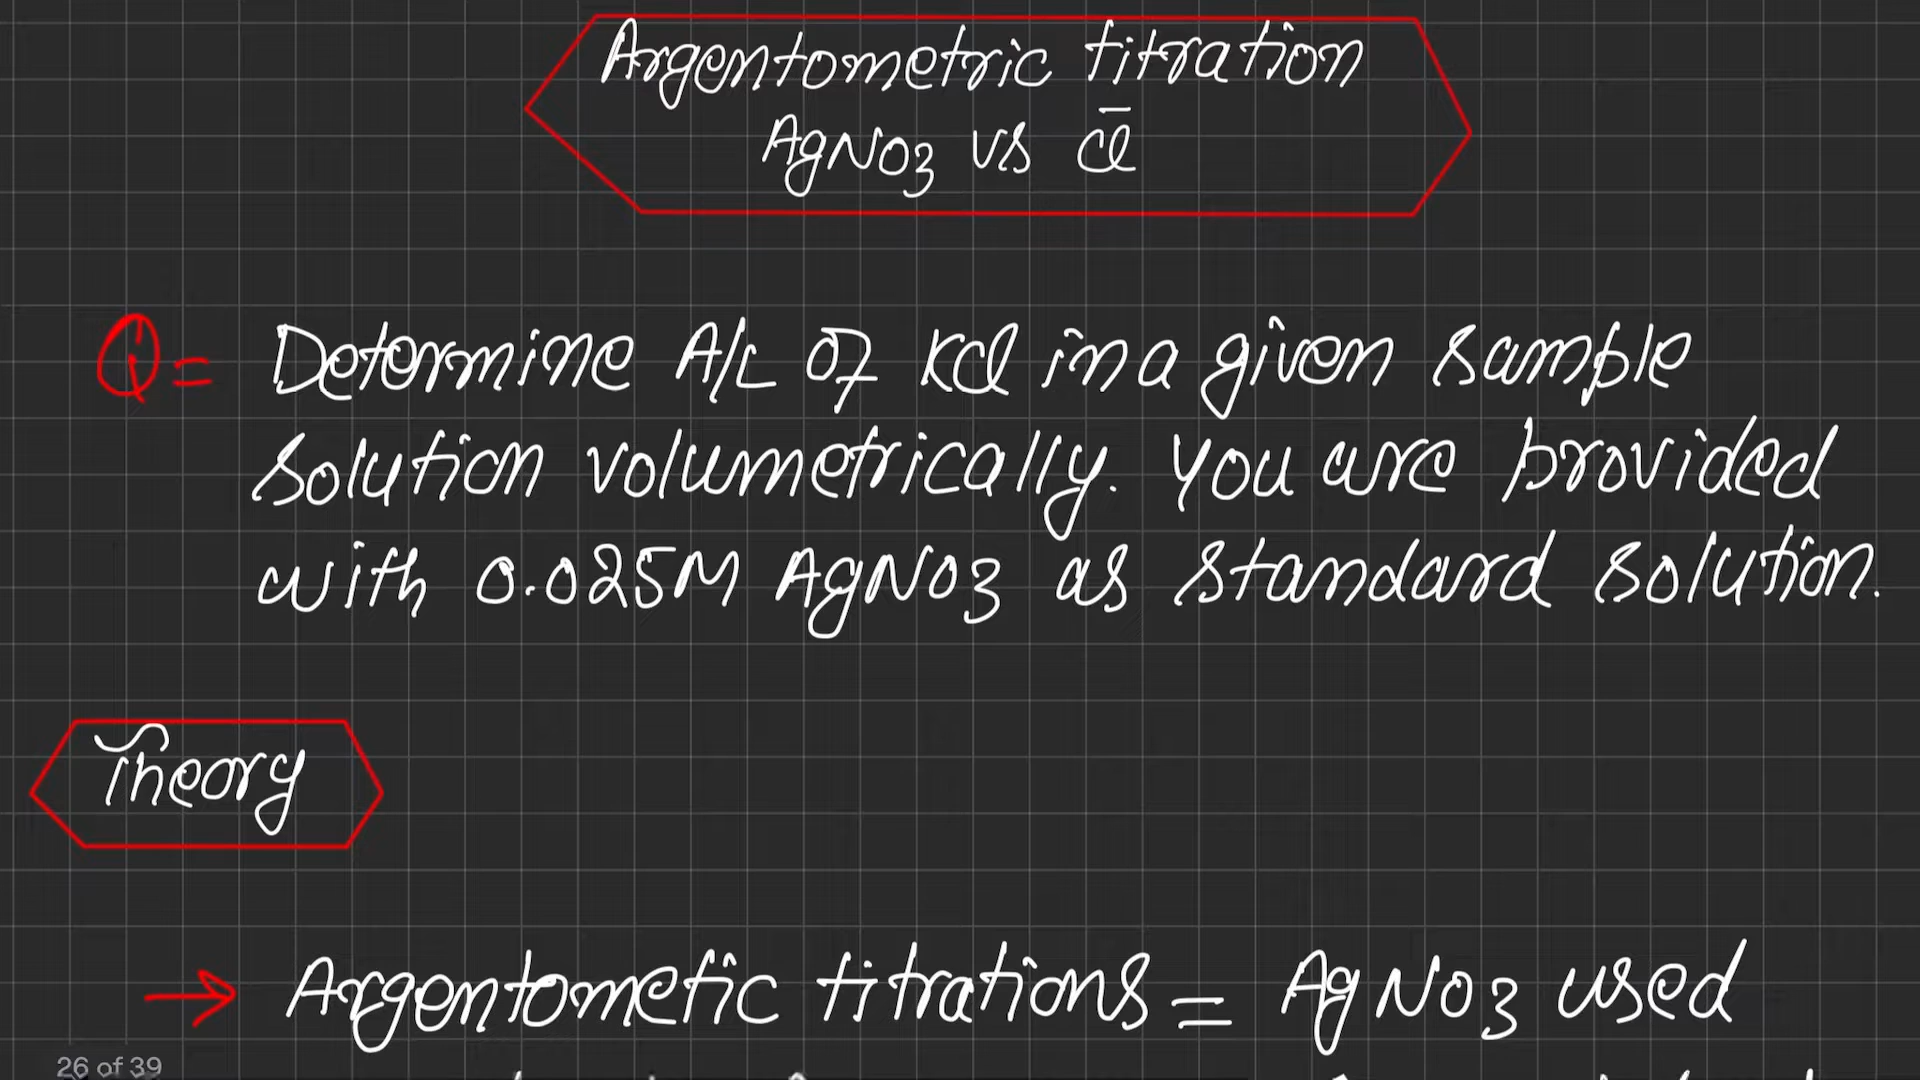 Argentometric titration
AgNO3 vs Cl̄
Q= Determine A/L of KCl in a given sample
solution volumetrically. You are provided
with 0.025M AgNO3 as standard solution.
Theory
→ Argentometic titrations = AgNO3 used
26 of 39